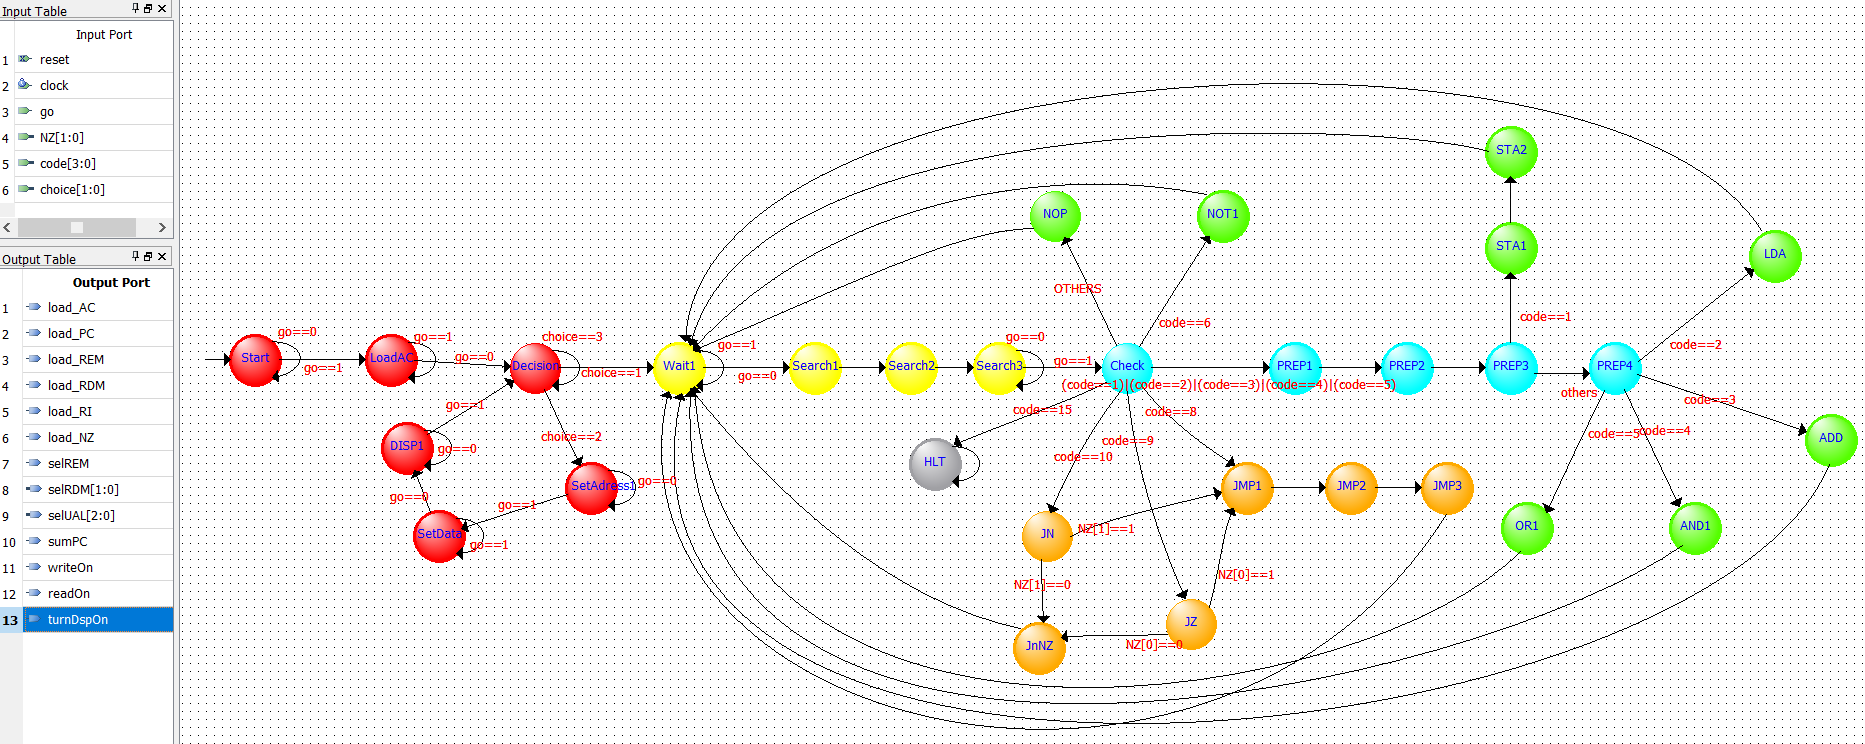 Input Table
Input Port
1 reset
2 clock
3 go
4 NZ[1:0]
5 code[3:0]
6 choice[1:0]
Output Table
Output Port
1 load_AC
2 load_PC
3 load_REM
4 load_RDM
5 load_RI
6 load_NZ
7 selREM
8 selRDM[1:0]
9 selUAL[2:0]
10 sumPC
11 writeOn
12 readOn
13 turnDspOn
STA2
NOP
NOT1
STA1
LDA
OTHERS
code==6
code==1
go==0
go==1
choice==3
go==1
go==0
code==2
Start
LoadAC
go==0
Decision
Wait1
Search1
Search2
Search3
go==1
Check
PREP1
PREP2
PREP3
PREP4
go==1
choice==1
go==0
(code==1)|(code==2)|(code==3)|(code==4)|(code==5)
others
go==1
code==15
code==8
code==3
choice==2
code==9
code==5
code==4
ADD
DISP1
go==0
code==10
HLT
go==0
SetAdress1
go==0
go==1
JMP1
JMP2
JMP3
SetData
go==1
JN
NZ[1]==1
OR1
AND1
NZ[1]==0
NZ[0]==1
JZ
JnNZ
NZ[0]==0